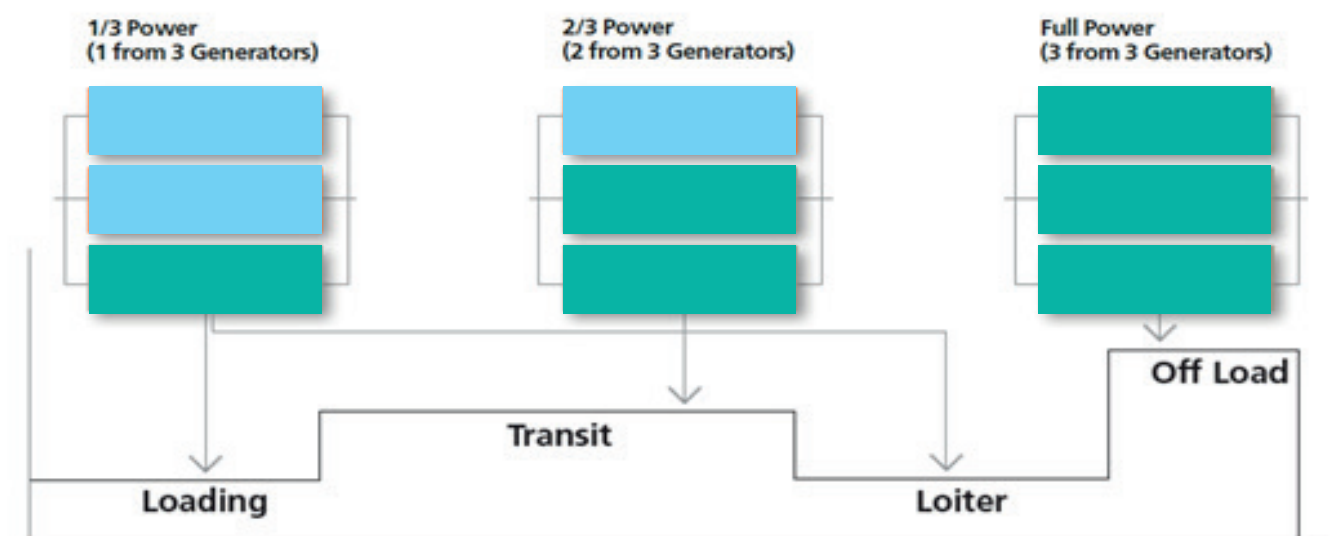 1/3 Power
(1 from 3 Generators)
2/3 Power
(2 from 3 Generators)
Full Power
(3 from 3 Generators)
Off Load
Transit
Loading
Loiter